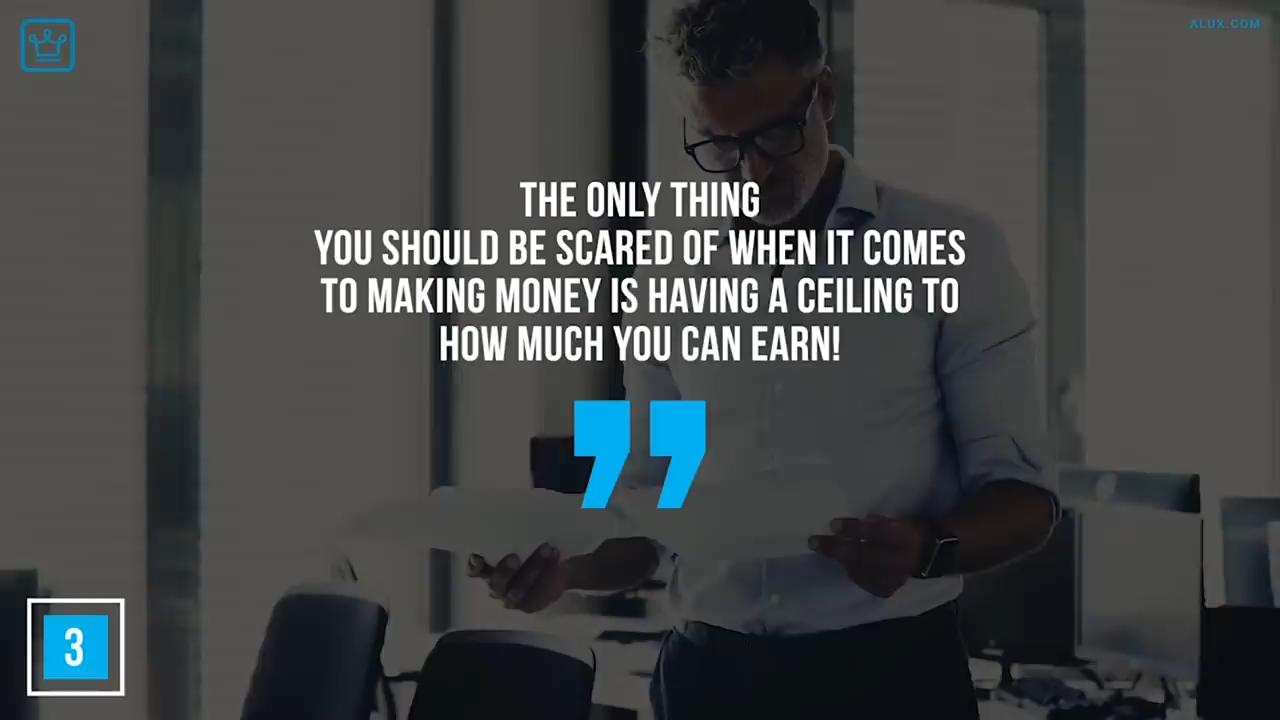 ALUX.COM
THE ONLY THING
YOU SHOULD BE SCARED OF WHEN IT COMES
TO MAKING MONEY IS HAVING A CEILING TO
HOW MUCH YOU CAN EARN!
”
3